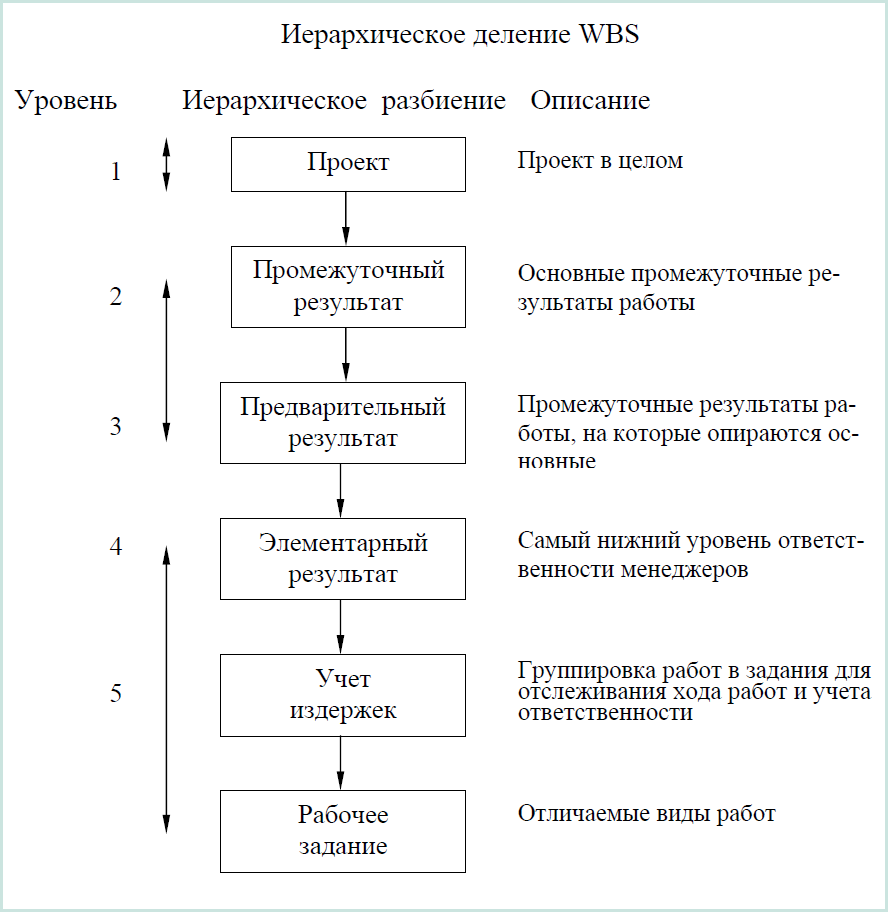 Иерархическое деление WBS
Уровень Иерархическое разбиение Описание
1 Проект Проект в целом
Промежуточный
результат
2
Основные промежуточные ре-
зультаты работы
Предварительный
результат
3
Промежуточные результаты ра-
боты, на которые опираются ос-
новные
4
Элементарный
результат
Самый нижний уровень ответст-
венности менеджеров
5
Учет
издержек
Группировка работ в задания для
отслеживания хода работ и учета
ответственности
Рабочее
задание
Отличаемые виды работ